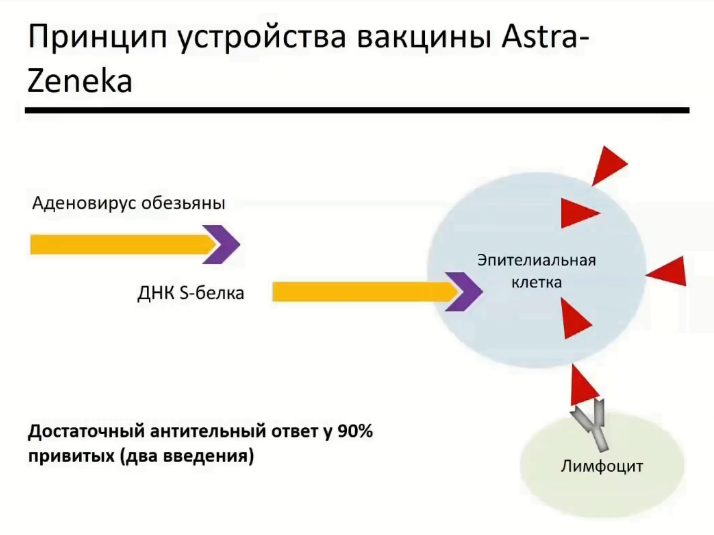 Принцип устройства вакцины Astra-
Zeneka
Аденовирус обезьяны
ДНК S-белка
Эпителиальная
клетка
Достаточный антительный ответ у 90%
привитых (два введения)
Лимфоцит